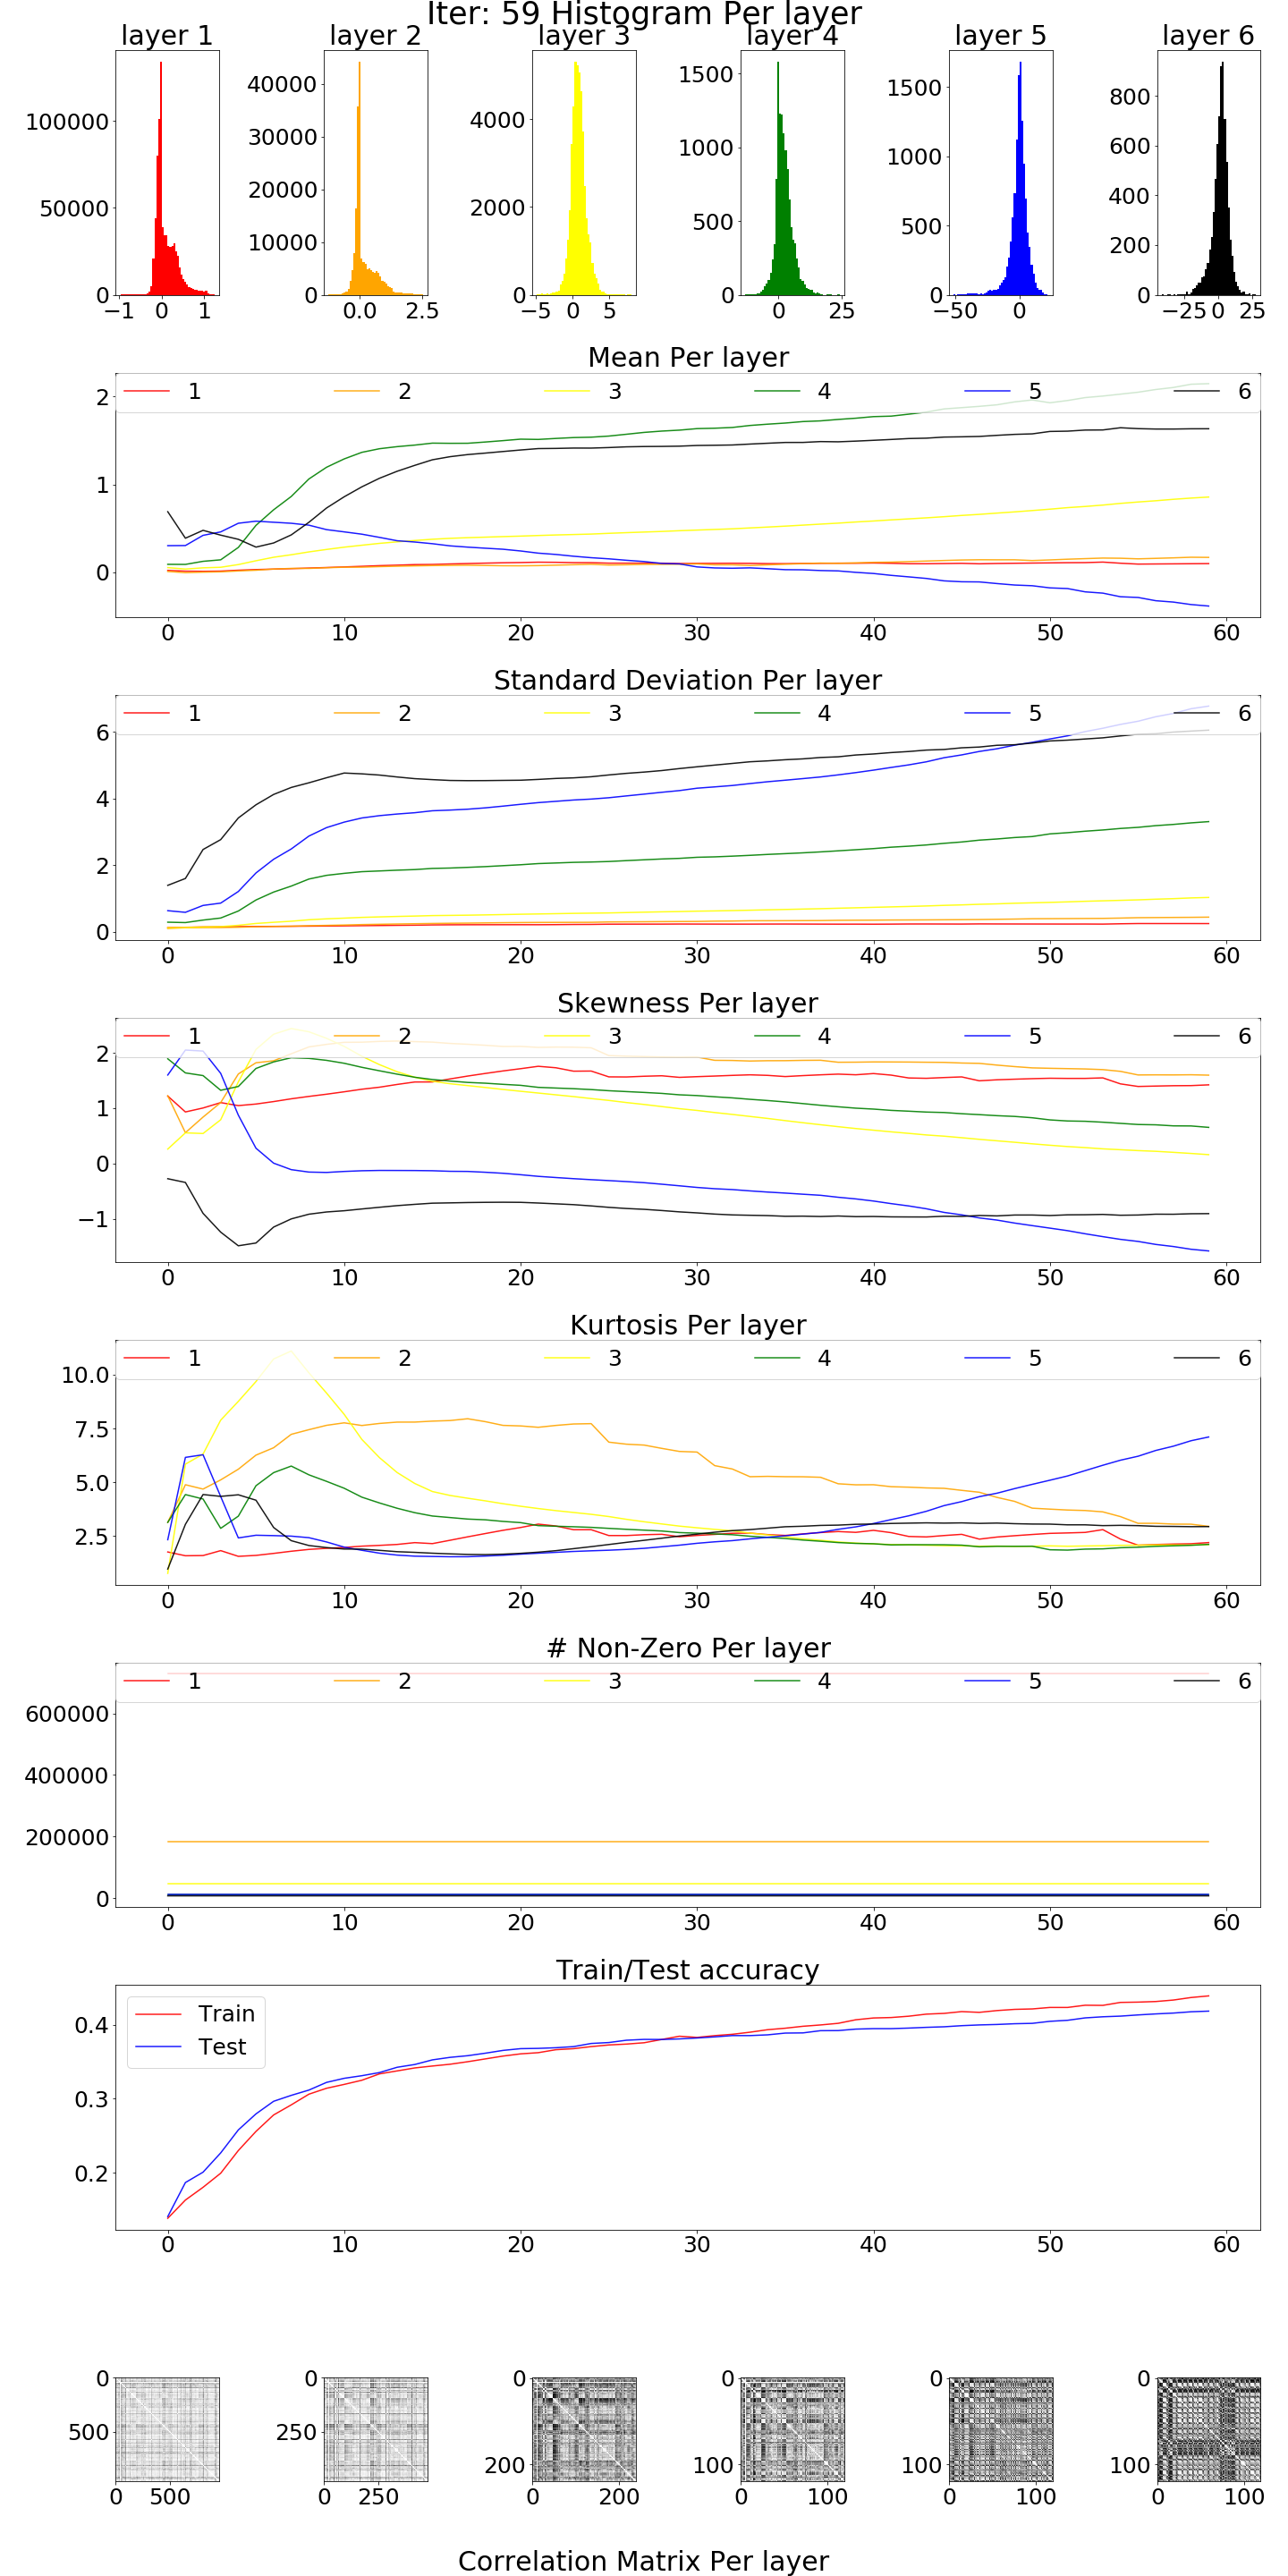 Iter: 59 Histogram Per layer
layer 1 layer 2 layer 3 layer 4 layer 5 layer 6
100000 50000 0 −1 0 1
40000 30000 20000 10000 0 0.0 2.5
4000 2000 0 −5 0 5
1500 1000 500 0 0 25
1500 1000 500 0 −50 0
800 600 400 200 0 −25 0 25
Mean Per layer
1 2 3 4 5 6
2
1
0
0 10 20 30 40 50 60
Standard Deviation Per layer
1 2 3 4 5 6
6
4
2
0
0 10 20 30 40 50 60
Skewness Per layer
1 2 3 4 5 6
2
1
0
−1
0 10 20 30 40 50 60
Kurtosis Per layer
1 2 3 4 5 6
10.0
7.5
5.0
2.5
0 10 20 30 40 50 60
# Non-Zero Per layer
1 2 3 4 5 6
600000
400000
200000
0
0 10 20 30 40 50 60
Train/Test accuracy
Train
Test
0.4
0.3
0.2
0 10 20 30 40 50 60
0 500 0 500
0 250 0 250
0 200 0 200
0 100 0 100
0 100 0 100
0 100 0 100
Correlation Matrix Per layer